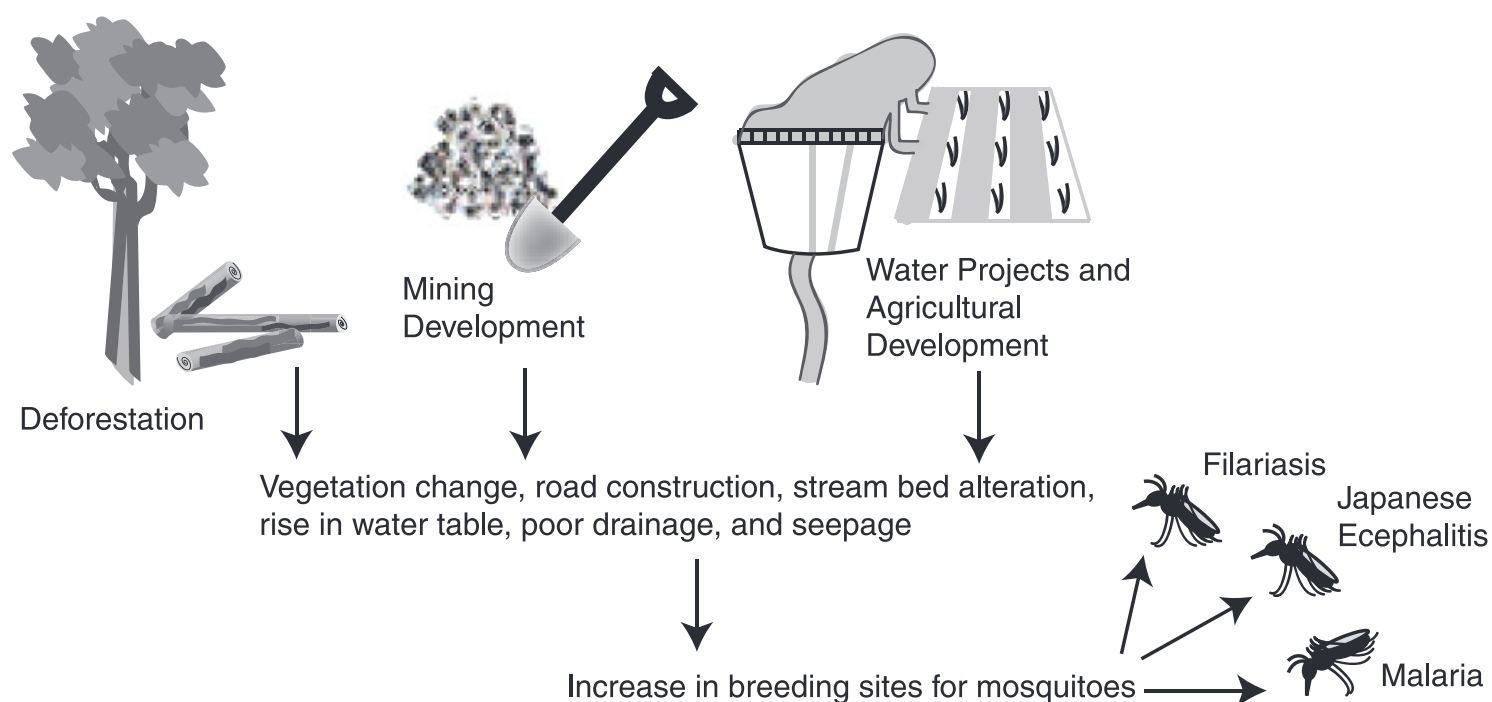 Deforestation
Mining
Development
Water Projects and
Agricultural
Development
Vegetation change, road construction, stream bed alteration,
rise in water table, poor drainage, and seepage
Increase in breeding sites for mosquitoes
Filariasis
Japanese
Ecephalitis
Malaria